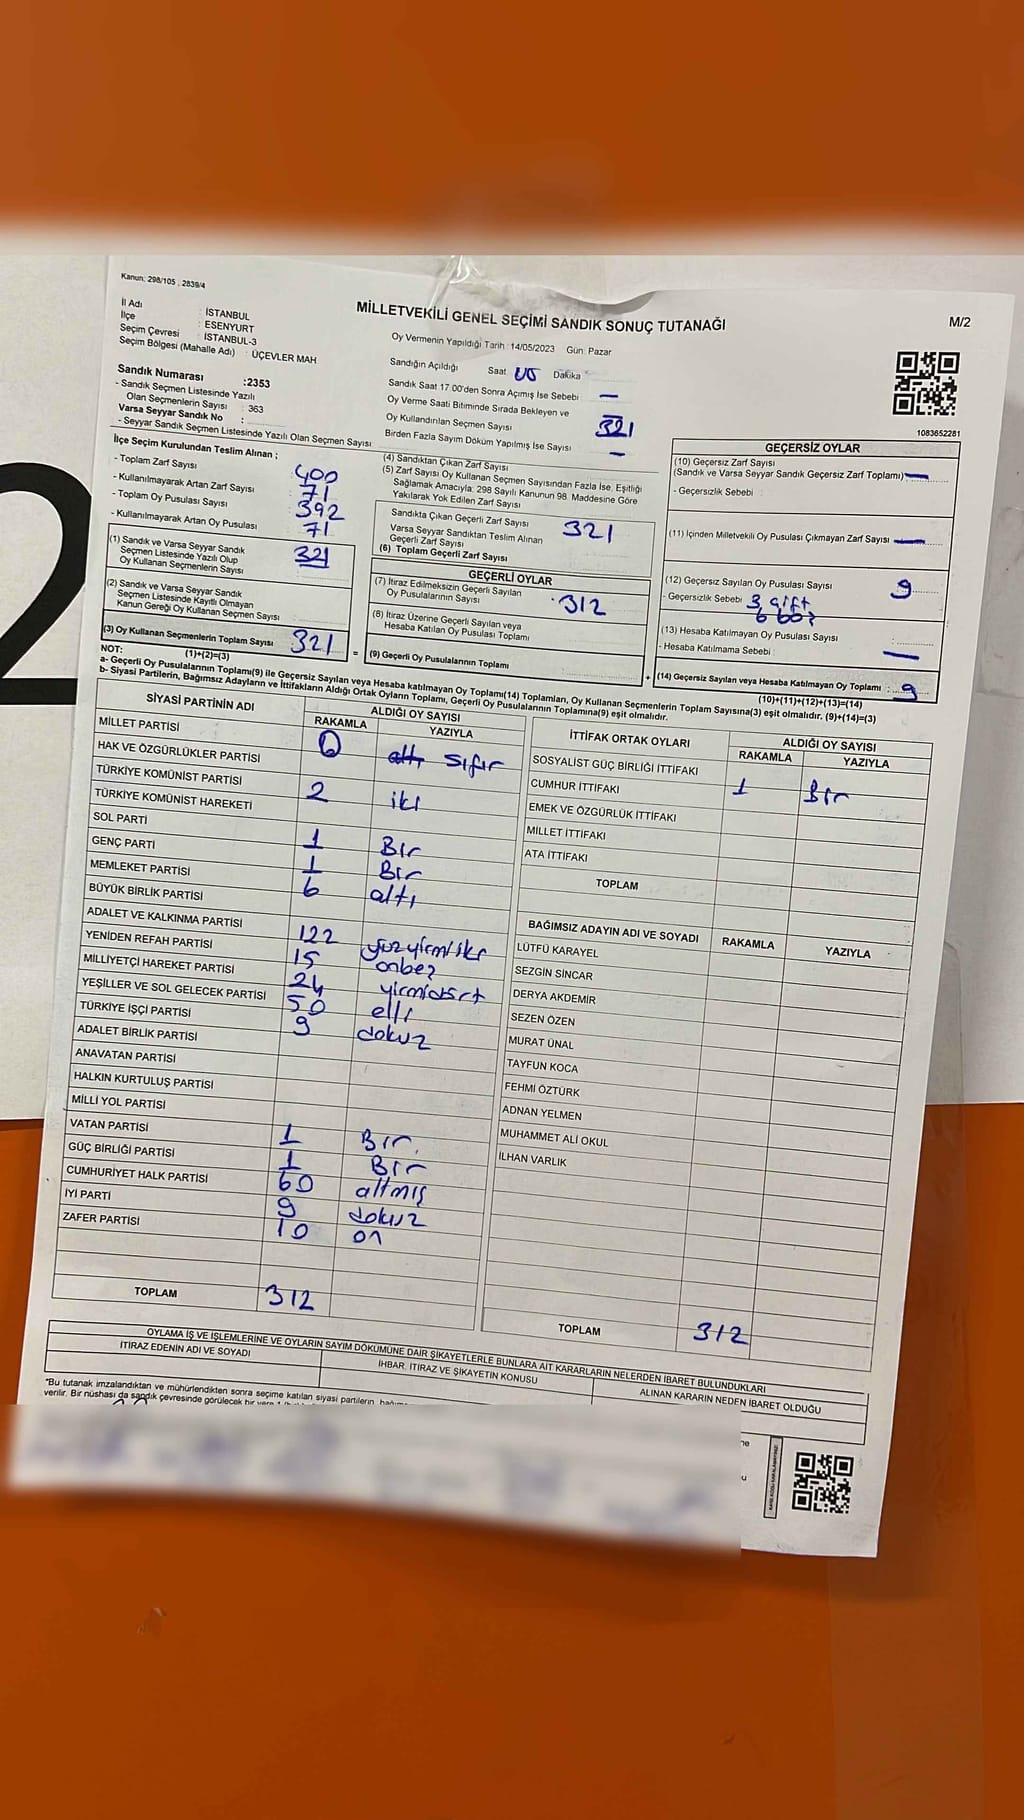 Kanun: 298/105 , 2839/4
İl Adı : İSTANBUL
İlçe : ESENYURT
Seçim Çevresi : İSTANBUL-3
Seçim Bölgesi (Mahalle Adı) : ÜÇEVLER MAH
MİLLETVEKİLİ GENEL SEÇİMİ SANDIK SONUÇ TUTANAĞI
M/2
Oy Vermenin Yapıldığı Tarih :14/05/2023 Gün: Pazar
Sandığın Açıldığı Saat Dakika
Sandık Saat 17.00'den Sonra Açımış İse Sebebi —
Oy Verme Saati Bitiminde Sırada Bekleyen ve
Oy Kullandırılan Seçmen Sayısı 321
Birden Fazla Sayım Döküm Yapılmış İse Sayısı —
Sandık Numarası :2353
- Sandık Seçmen Listesinde Yazılı
Olan Seçmenlerin Sayısı : 363
Varsa Seyyar Sandık No :
- Seyyar Sandık Seçmen Listesinde Yazılı Olan Seçmen Sayısı:
1083652281
İlçe Seçim Kurulundan Teslim Alınan ;
- Toplam Zarf Sayısı 400
- Kullanılmayarak Artan Zarf Sayısı 71
- Toplam Oy Pusulası Sayısı 392
- Kullanılmayarak Artan Oy Pusulası 71
(1) Sandık ve Varsa Seyyar Sandık
Seçmen Listesinde Yazılı Olup
Oy Kullanan Seçmenlerin Sayısı 321
(2) Sandık ve Varsa Seyyar Sandık
Seçmen Listesinde Kayıtlı Olmayan
Kanun Gereği Oy Kullanan Seçmen Sayısı
(3) Oy Kullanan Seçmenlerin Toplam Sayısı 321
(1)+(2)=(3)
(4) Sandıktan Çıkan Zarf Sayısı
(5) Zarf Sayısı Oy Kullanan Seçmen Sayısından Fazla İse, Eşitliği
Sağlamak Amacıyla; 298 Sayılı Kanunun 98. Maddesine Göre
Yakılarak Yok Edilen Zarf Sayısı
Sandıkta Çıkan Geçerli Zarf Sayısı 321
Varsa Seyyar Sandıktan Teslim Alınan
Geçerli Zarf Sayısı
(6) Toplam Geçerli Zarf Sayısı
GEÇERLİ OYLAR
(7) İtiraz Edilmeksizin Geçerli Sayılan
Oy Pusulalarının Sayısı 312
(8) İtiraz Üzerine Geçerli Sayılan veya
Hesaba Katılan Oy Pusulası Toplamı
= (9) Geçerli Oy Pusulalarının Toplamı
GEÇERSİZ OYLAR
(10) Geçersiz Zarf Sayısı
(Sandık ve Varsa Seyyar Sandık Geçersiz Zarf Toplamı) —
- Geçersizlik Sebebi :
(11) İçinden Milletvekili Oy Pusulası Çıkmayan Zarf Sayısı —
(12) Geçersiz Sayılan Oy Pusulası Sayısı 9
- Geçersizlik Sebebi 3 çift
6 boş
(13) Hesaba Katılmayan Oy Pusulası Sayısı
- Hesaba Katılmama Sebebi : —
+ (14) Geçersiz Sayılan veya Hesaba Katılmayan Oy Toplamı : 9
(10)+(11)+(12)+(13)=(14)
NOT:
a- Geçerli Oy Pusulalarının Toplamı(9) ile Geçersiz Sayılan veya Hesaba katılmayan Oy Toplamı(14) Toplamları, Oy Kullanan Seçmenlerin Toplam Sayısına(3) eşit olmalıdır. (9)+(14)=(3)
b- Siyasi Partilerin, Bağımsız Adayların ve İttifakların Aldığı Ortak Oyların Toplamı, Geçerli Oy Pusulalarının Toplamına(9) eşit olmalıdır.
SİYASİ PARTİNİN ADI ALDIĞI OY SAYISI
RAKAMLA YAZIYLA
MİLLET PARTİSİ 0 altı sıfır
HAK VE ÖZGÜRLÜKLER PARTİSİ
TÜRKİYE KOMÜNİST PARTİSİ 2 iki
TÜRKİYE KOMÜNİST HAREKETİ
SOL PARTİ 1 Bir
GENÇ PARTİ 1 Bir
MEMLEKET PARTİSİ 6 altı
BÜYÜK BİRLİK PARTİSİ
ADALET VE KALKINMA PARTİSİ 122 yüzyirmiiki
YENİDEN REFAH PARTİSİ 15 onbeş
MİLLİYETÇİ HAREKET PARTİSİ 24 yirmidört
YEŞİLLER VE SOL GELECEK PARTİSİ 50 elli
TÜRKİYE İŞÇİ PARTİSİ 9 dokuz
ADALET BİRLİK PARTİSİ
ANAVATAN PARTİSİ
HALKIN KURTULUŞ PARTİSİ
MİLLİ YOL PARTİSİ
VATAN PARTİSİ 1 Bir
GÜÇ BİRLİĞİ PARTİSİ 1 Bir
CUMHURİYET HALK PARTİSİ 60 altmış
İYİ PARTİ 9 dokuz
ZAFER PARTİSİ 10 on
TOPLAM 312
İTTİFAK ORTAK OYLARI ALDIĞI OY SAYISI
RAKAMLA YAZIYLA
SOSYALİST GÜÇ BİRLİĞİ İTTİFAKI
CUMHUR İTTİFAKI 1 Bir
EMEK VE ÖZGÜRLÜK İTTİFAKI
MİLLET İTTİFAKI
ATA İTTİFAKI
TOPLAM
BAĞIMSIZ ADAYIN ADI VE SOYADI RAKAMLA YAZIYLA
LÜTFÜ KARAYEL
SEZGİN SİNCAR
DERYA AKDEMİR
SEZEN ÖZEN
MURAT ÜNAL
TAYFUN KOCA
FEHMİ ÖZTÜRK
ADNAN YELMEN
MUHAMMET ALİ OKUL
İLHAN VARLIK
TOPLAM 312
OYLAMA İŞ VE İŞLEMLERİNE VE OYLARIN SAYIM DÖKÜMÜNE DAİR ŞİKAYETLERLE BUNLARA AİT KARARLARIN NELERDEN İBARET BULUNDUKLARI
İTİRAZ EDENİN ADI VE SOYADI İHBAR, İTİRAZ VE ŞİKAYETİN KONUSU ALINAN KARARIN NEDEN İBARET OLDUĞU
*Bu tutanak imzalandıktan ve mühürlendikten sonra seçime katılan siyasi partilerin,
verilir. Bir nüshası da sandık çevresinde görülecek bir yere